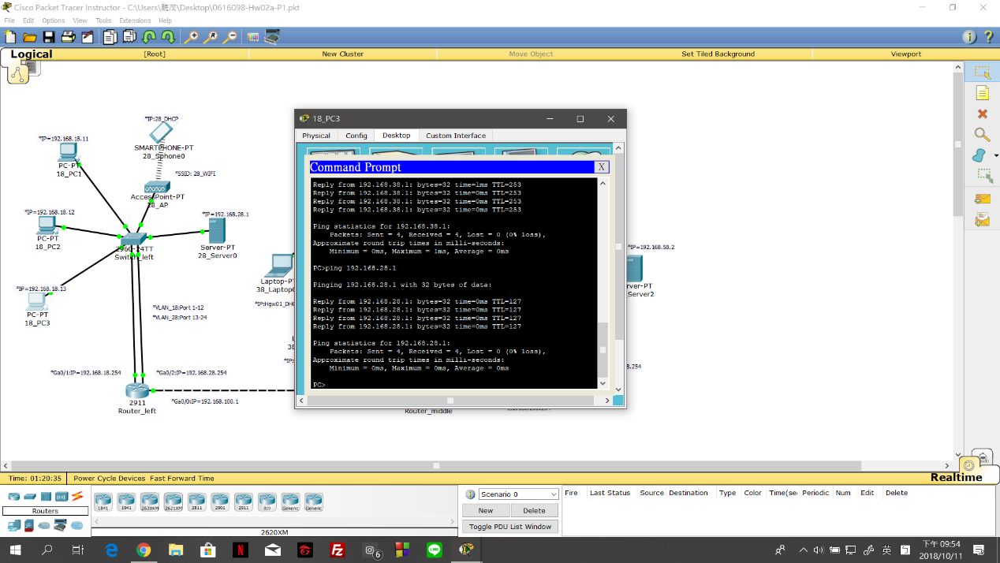 Cisco Packet Tracer Instructor - C:\Users\醜茂\Desktop\0616098-Hw02a-P1.pkt
File Edit Options View Tools Extensions Help
Logical
[Root]
New Cluster
Move Object
Set Tiled Background
Viewport
*IP:28_DHCP
SMARTPHONE-PT
28_Sphone0
*IP=192.168.18.11
PC-PT
18_PC1
*SSID: 28_WIFI
AccessPoint-PT
28_AP
*IP=192.168.18.12
PC-PT
18_PC2
*IP=192.168.28.1
Server-PT
28_Server0
2960-24TT
Switch_left
*IP=192.168.18.13
PC-PT
18_PC3
*VLAN_18:Port 1-12
*VLAN_28:Port 13-24
*Ga0/1:IP=192.168.18.254
*Ga0/2:IP=192.168.28.254
2911
Router_left
*Ga0/0:IP=192.168.100.1
Laptop-PT
38_Laptop
*IP:Hgw01_DHC
38
*IP:
Router_middle
*IP=192.168.58.2
rver-PT
Server2
8.254
18_PC3
Physical
Config
Desktop
Custom Interface
Command Prompt
X
Reply from 192.168.38.1: bytes=32 time=1ms TTL=253
Reply from 192.168.38.1: bytes=32 time=0ms TTL=253
Reply from 192.168.38.1: bytes=32 time=0ms TTL=253
Reply from 192.168.38.1: bytes=32 time=0ms TTL=253
Ping statistics for 192.168.38.1:
Packets: Sent = 4, Received = 4, Lost = 0 (0% loss),
Approximate round trip times in milli-seconds:
Minimum = 0ms, Maximum = 1ms, Average = 0ms
PC>ping 192.168.28.1
Pinging 192.168.28.1 with 32 bytes of data:
Reply from 192.168.28.1: bytes=32 time=0ms TTL=127
Reply from 192.168.28.1: bytes=32 time=0ms TTL=127
Reply from 192.168.28.1: bytes=32 time=0ms TTL=127
Reply from 192.168.28.1: bytes=32 time=0ms TTL=127
Ping statistics for 192.168.28.1:
Packets: Sent = 4, Received = 4, Lost = 0 (0% loss),
Approximate round trip times in milli-seconds:
Minimum = 0ms, Maximum = 0ms, Average = 0ms
PC>
Time: 01:20:35
Power Cycle Devices Fast Forward Time
Realtime
Routers
1841 1941 2620XM 2621XM 2811 2901 2911 819 Generic Generic
2620XM
Scenario 0
New
Delete
Toggle PDU List Window
Fire Last Status Source Destination Type Color Time(se Periodic Num Edit Delete
6
LINE
英
下午 09:54
2018/10/11